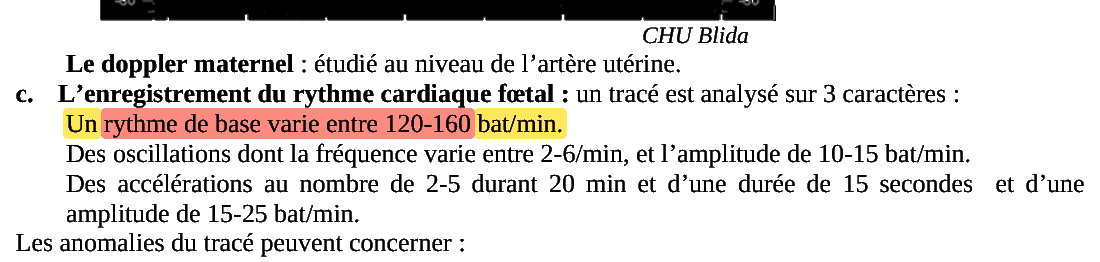 CHU Blida
Le doppler maternel : étudié au niveau de l’artère utérine.
c. L’enregistrement du rythme cardiaque fœtal : un tracé est analysé sur 3 caractères :
Un rythme de base varie entre 120-160 bat/min.
Des oscillations dont la fréquence varie entre 2-6/min, et l’amplitude de 10-15 bat/min.
Des accélérations au nombre de 2-5 durant 20 min et d’une durée de 15 secondes et d’une
amplitude de 15-25 bat/min.
Les anomalies du tracé peuvent concerner :